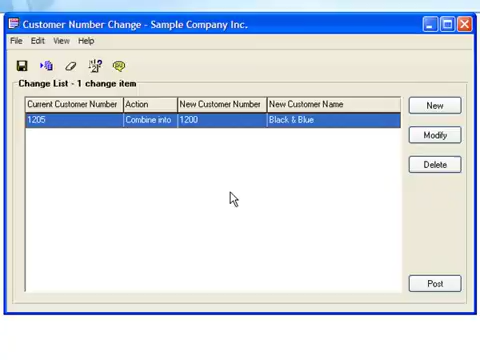 Customer Number Change - Sample Company Inc.
File Edit View Help
Change List - 1 change item
Current Customer Number Action New Customer Number New Customer Name
1205 Combine into 1200 Black & Blue
New
Modify
Delete
Post